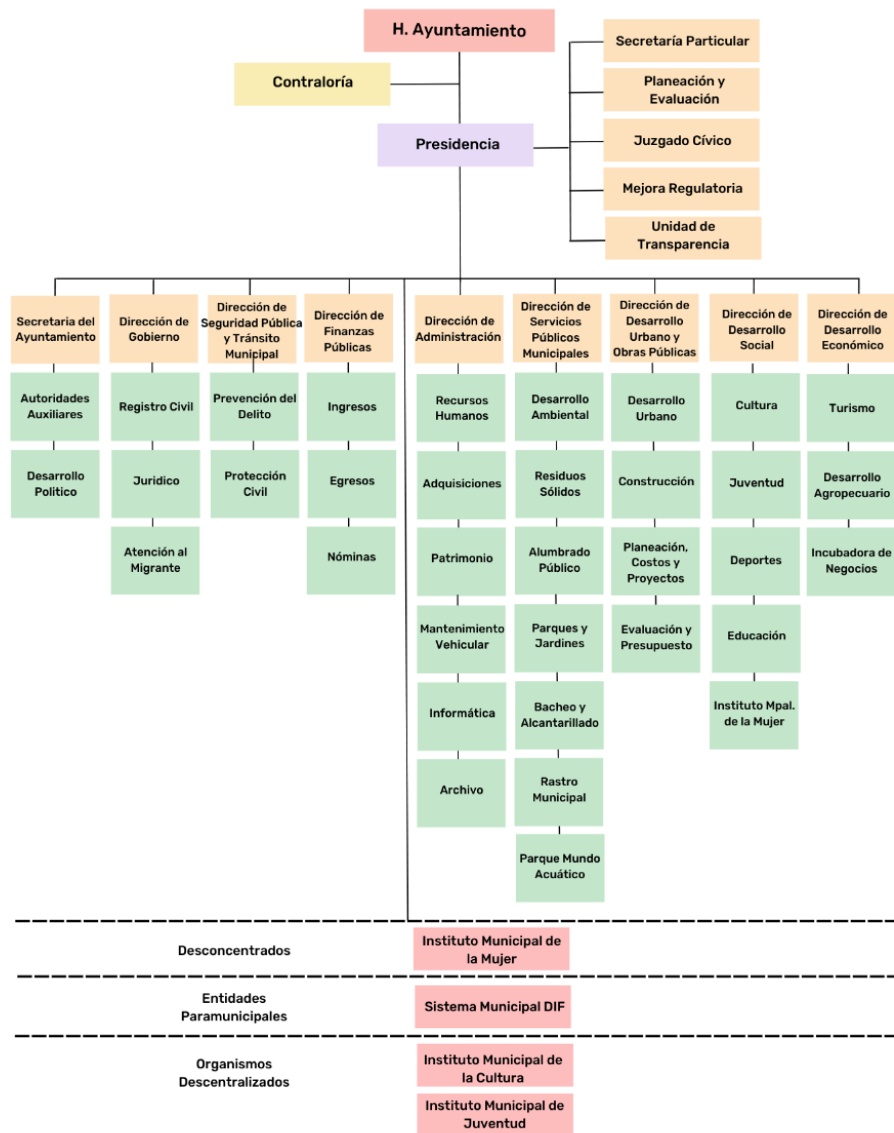 H. Ayuntamiento
Contraloría
Presidencia
Secretaría Particular
Planeación y
Evaluación
Juzgado Cívico
Mejora Regulatoria
Unidad de
Transparencia
Secretaria del
Ayuntamiento
Autoridades
Auxiliares
Desarrollo
Politico
Dirección de
Gobierno
Registro Civil
Juridico
Atención al
Migrante
Dirección de
Seguridad Pública
y Tránsito
Municipal
Prevención del
Delito
Protección
Civil
Dirección de
Finanzas
Públicas
Ingresos
Egresos
Nóminas
Dirección de
Administración
Recursos
Humanos
Adquisiciones
Patrimonio
Mantenimiento
Vehicular
Informática
Archivo
Dirección de
Servicios
Públicos
Municipales
Desarrollo
Ambiental
Residuos
Sólidos
Alumbrado
Público
Parques y
Jardines
Bacheo y
Alcantarillado
Rastro
Municipal
Parque Mundo
Acuático
Dirección de
Desarrollo
Urbano y
Obras Públicas
Desarrollo
Urbano
Construcción
Planeación,
Costos y
Proyectos
Evaluación y
Presupuesto
Dirección de
Desarrollo
Social
Cultura
Juventud
Deportes
Educación
Instituto Mpal.
de la Mujer
Dirección de
Desarrollo
Económico
Turismo
Desarrollo
Agropecuario
Incubadora de
Negocios
Desconcentrados
Instituto Municipal de
la Mujer
Entidades
Paramunicipales
Sistema Municipal DIF
Organismos
Descentralizados
Instituto Municipal de
la Cultura
Instituto Municipal de
Juventud